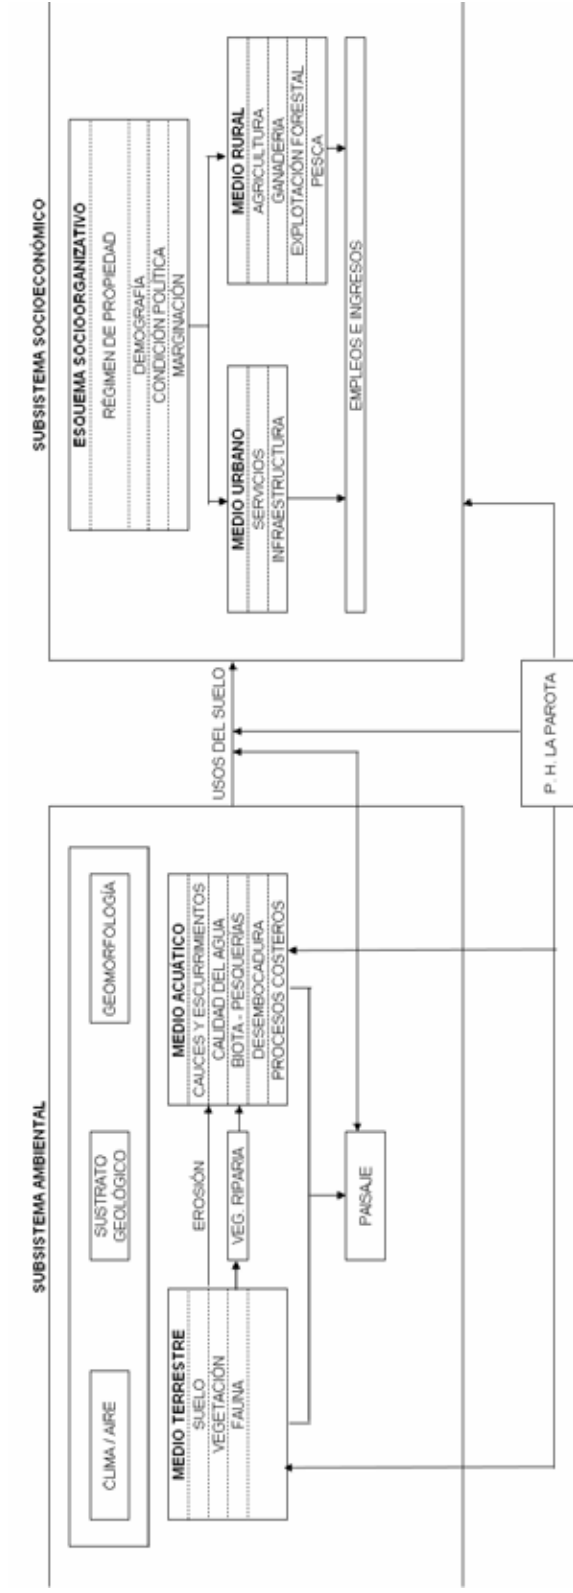 SUBSISTEMA AMBIENTAL
CLIMA / AIRE
SUSTRATO
GEOLÓGICO
GEOMORFOLOGÍA
MEDIO TERRESTRE
SUELO
VEGETACIÓN
FAUNA
EROSIÓN
VEG. RIPARIA
MEDIO ACUÁTICO
CAUCES Y ESCURRIMIENTOS
CALIDAD DEL AGUA
BIOTA - PESQUERÍAS
DESEMBOCADURA
PROCESOS COSTEROS
PAISAJE
USOS DEL SUELO
P. H. LA PAROTA
SUBSISTEMA SOCIOECONÓMICO
ESQUEMA SOCIOORGANIZATIVO
RÉGIMEN DE PROPIEDAD
DEMOGRAFÍA
CONDICIÓN POLÍTICA
MARGINACIÓN
MEDIO URBANO
SERVICIOS
INFRAESTRUCTURA
MEDIO RURAL
AGRICULTURA
GANADERIA
EXPLOTACIÓN FORESTAL
PESCA
EMPLEOS E INGRESOS